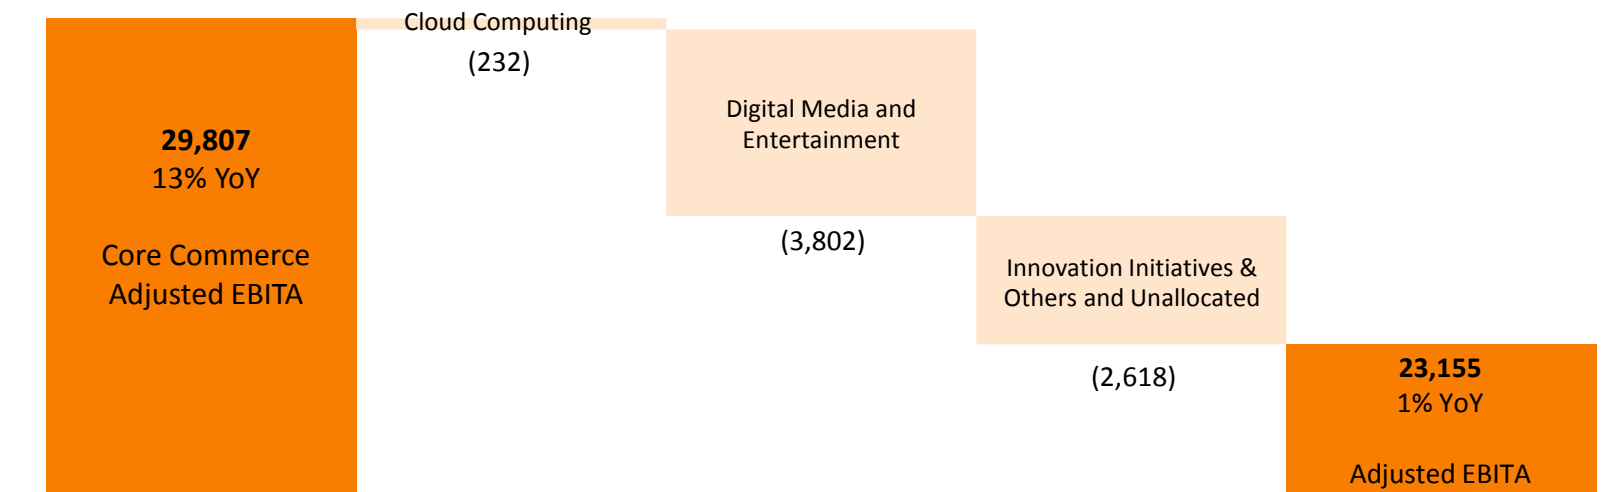 29,807
13% YoY
Core Commerce
Adjusted EBITA
Cloud Computing
(232)
Digital Media and
Entertainment
(3,802)
Innovation Initiatives &
Others and Unallocated
(2,618)
23,155
1% YoY
Adjusted EBITA